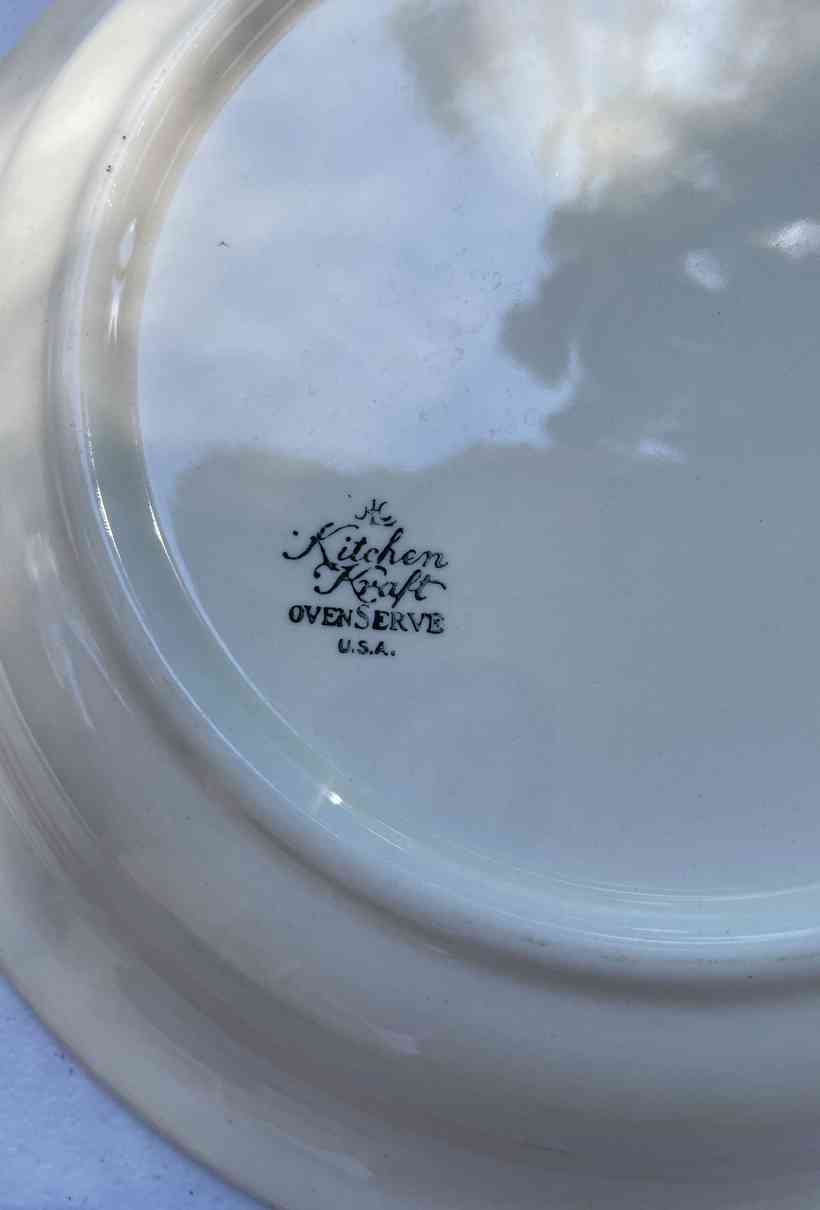 Kitchen
Kraft
OVENSERVE
U.S.A.